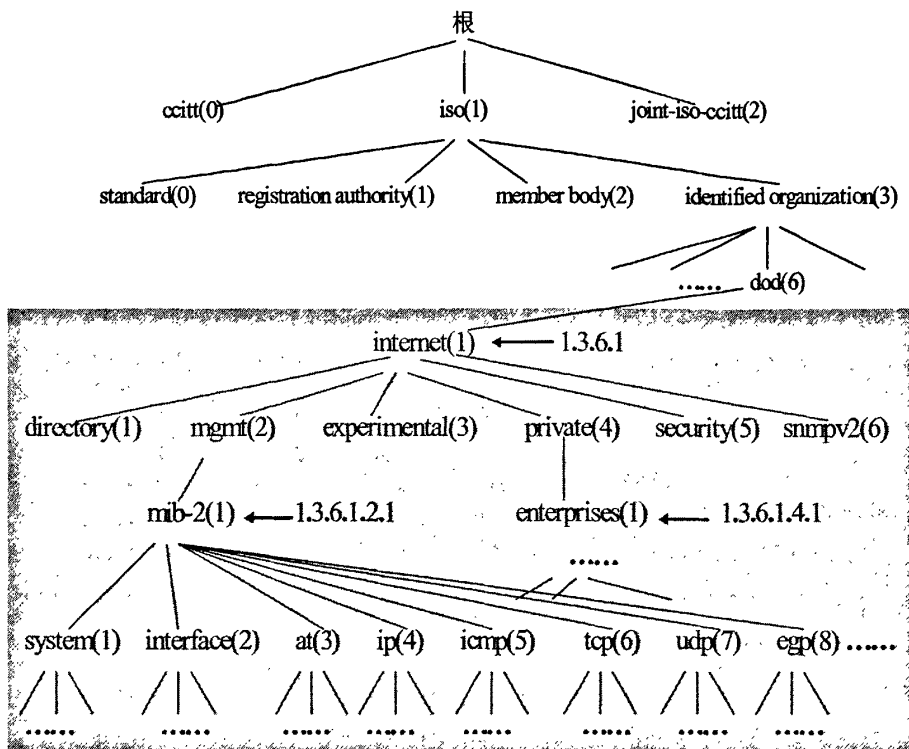 根
ccitt(0) iso(1) joint-iso-ccitt(2)
standard(0) registration authority(1) member body(2) identified organization(3)
…… dod(6)
internet(1) 1.3.6.1
directory(1) mgmt(2) experimental(3) private(4) security(5) snmpv2(6)
mib-2(1) 1.3.6.1.2.1 enterprises(1) 1.3.6.1.4.1
……
system(1) interface(2) at(3) ip(4) icmp(5) tcp(6) udp(7) egp(8) ……
…… …… …… …… …… …… …… ……